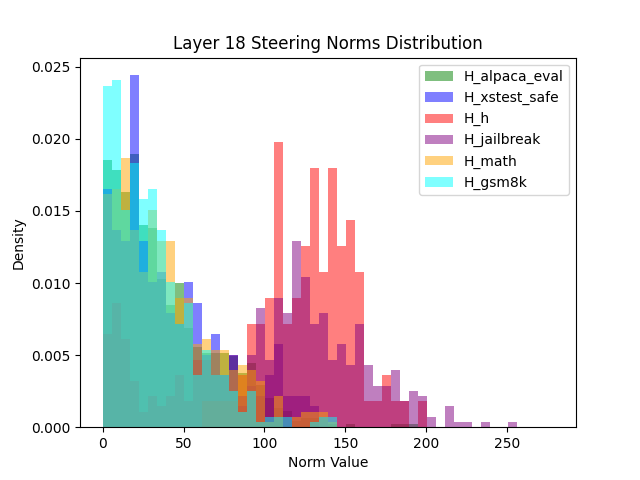 Layer 18 Steering Norms Distribution
0.025
0.020
0.015
0.010
0.005
0.000
Density
H_alpaca_eval
H_xstest_safe
H_h
H_jailbreak
H_math
H_gsm8k
0 50 100 150 200 250
Norm Value